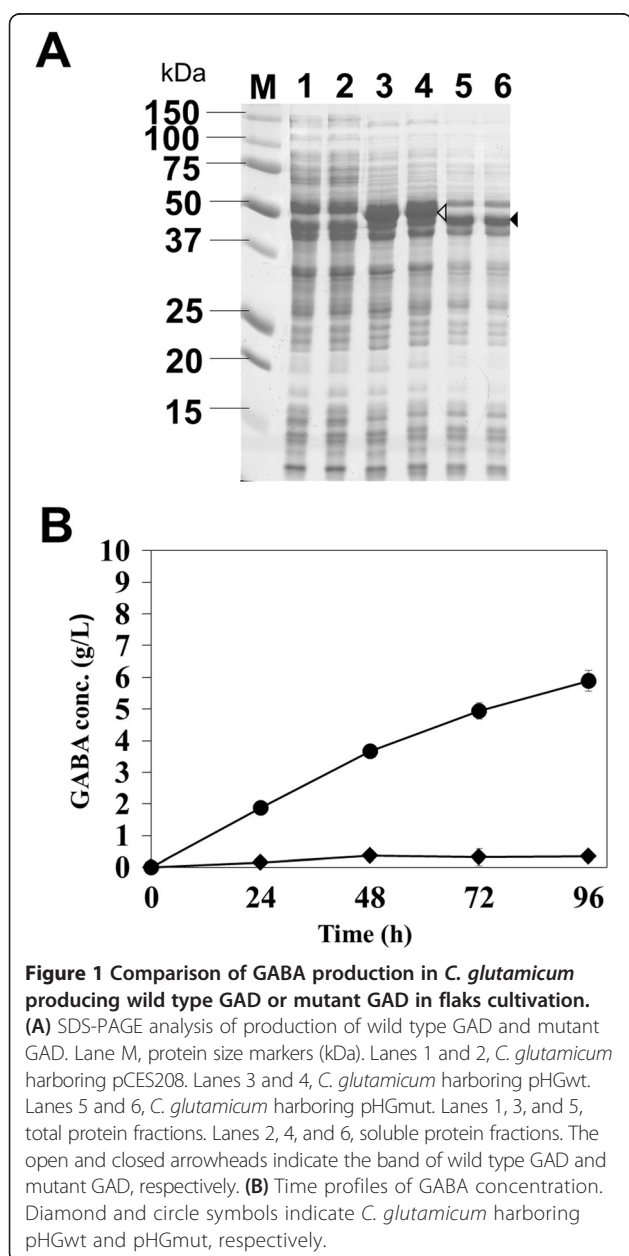 A
kDa M 1 2 3 4 5 6
150
100
75
50
37
25
20
15
B
10
9
8
7
6
5
4
3
2
1
0
GABA conc. (g/L)
0 24 48 72 96
Time (h)
Figure 1 Comparison of GABA production in C. glutamicum
producing wild type GAD or mutant GAD in flaks cultivation.
(A) SDS-PAGE analysis of production of wild type GAD and mutant
GAD. Lane M, protein size markers (kDa). Lanes 1 and 2, C. glutamicum
harboring pCES208. Lanes 3 and 4, C. glutamicum harboring pHGwt.
Lanes 5 and 6, C. glutamicum harboring pHGmut. Lanes 1, 3, and 5,
total protein fractions. Lanes 2, 4, and 6, soluble protein fractions. The
open and closed arrowheads indicate the band of wild type GAD and
mutant GAD, respectively. (B) Time profiles of GABA concentration.
Diamond and circle symbols indicate C. glutamicum harboring
pHGwt and pHGmut, respectively.